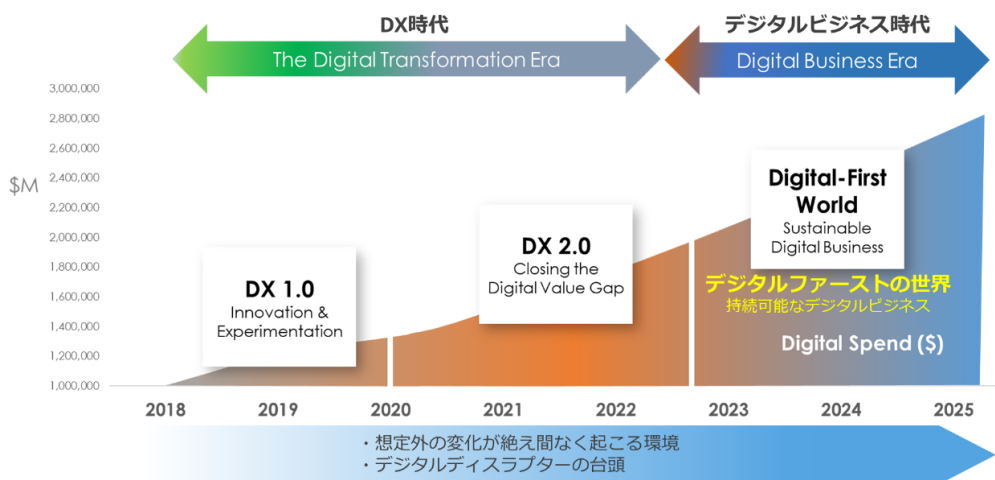 DX時代
デジタルビジネス時代
The Digital Transformation Era
Digital Business Era
3,000,000
2,800,000
2,600,000
2,400,000
2,200,000
2,000,000
1,800,000
1,600,000
1,400,000
1,200,000
1,000,000
$M
DX 1.0
Innovation &
Experimentation
DX 2.0
Closing the
Digital Value Gap
Digital-First
World
Sustainable
Digital Business
デジタルファーストの世界
持続可能なデジタルビジネス
Digital Spend ($)
2018 2019 2020 2021 2022 2023 2024 2025
・想定外の変化が絶え間なく起こる環境
・デジタルディスラプターの台頭